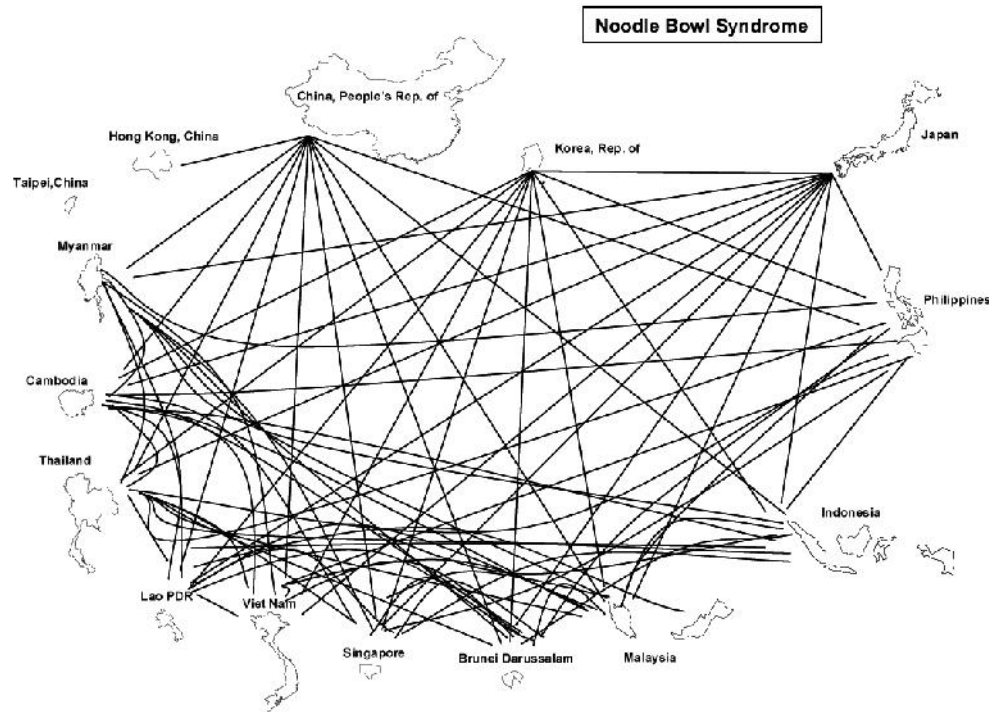 Noodle Bowl Syndrome
China, People's Rep. of
Hong Kong, China
Korea, Rep. of
Japan
Taipei,China
Myanmar
Philippines
Cambodia
Thailand
Indonesia
Lao PDR
Viet Nam
Singapore
Brunei Darussalam
Malaysia